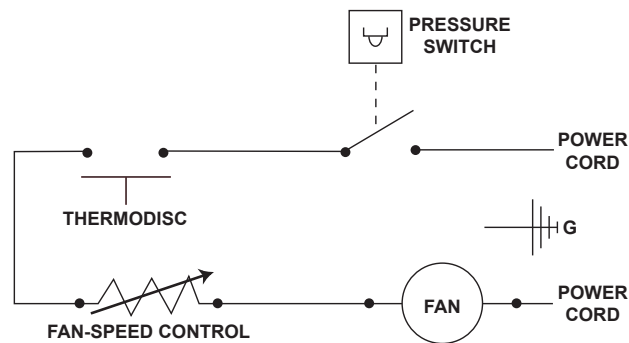 PRESSURE
SWITCH
POWER
CORD
THERMODISC
G
POWER
CORD
FAN
FAN-SPEED CONTROL